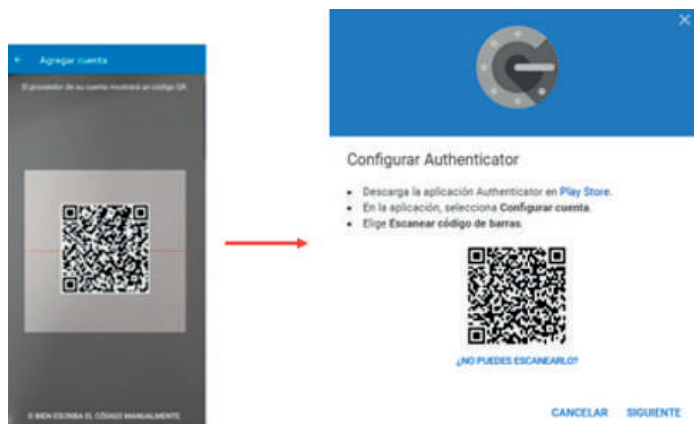 ← Agregar cuenta
El proveedor de su cuenta mostrará un código QR.
O BIEN ESCRIBA EL CÓDIGO MANUALMENTE
Configurar Authenticator
• Descarga la aplicación Authenticator en Play Store.
• En la aplicación, selecciona Configurar cuenta.
• Elige Escanear código de barras.
¿NO PUEDES ESCANEARLO?
CANCELAR SIGUIENTE